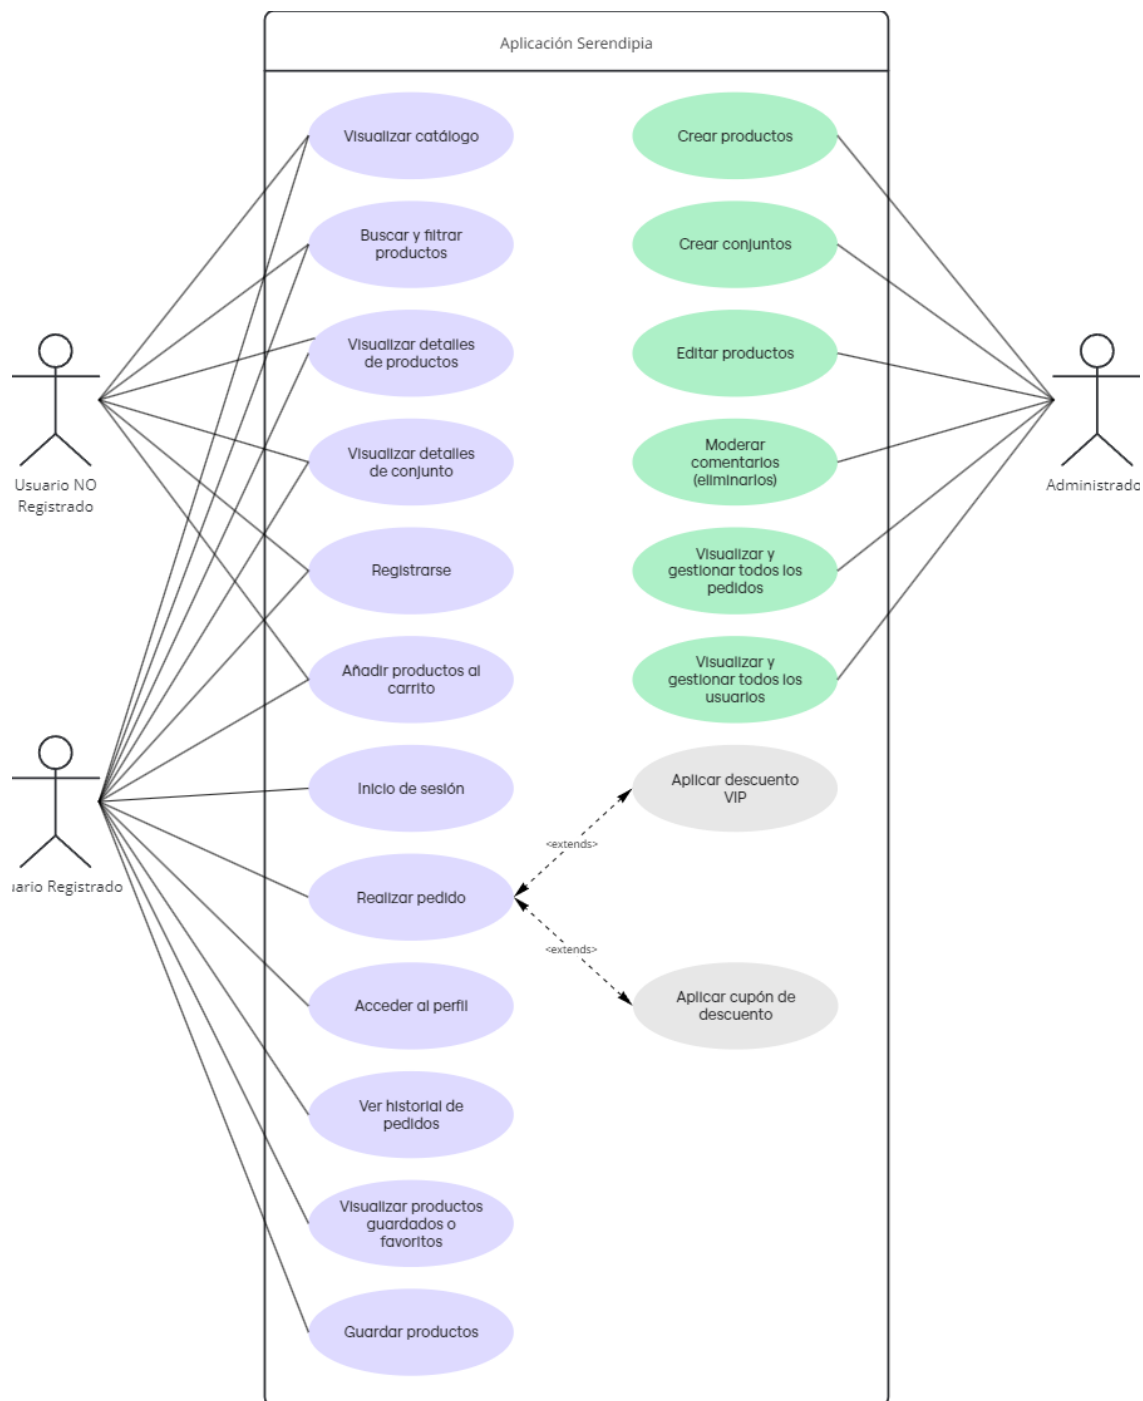 Aplicación Serendipia
Visualizar catálogo
Buscar y filtrar
productos
Visualizar detalles
de productos
Visualizar detalles
de conjunto
Registrarse
Añadir productos al
carrito
Inicio de sesión
Realizar pedido
Acceder al perfil
Ver historial de
pedidos
Visualizar productos
guardados o
favoritos
Guardar productos
Crear productos
Crear conjuntos
Editar productos
Moderar
comentarios
(eliminarlos)
Visualizar y
gestionar todos los
pedidos
Visualizar y
gestionar todos los
usuarios
Aplicar descuento
VIP
<extends>
<extends>
Aplicar cupón de
descuento
Usuario NO
Registrado
uario Registrado
Administrado